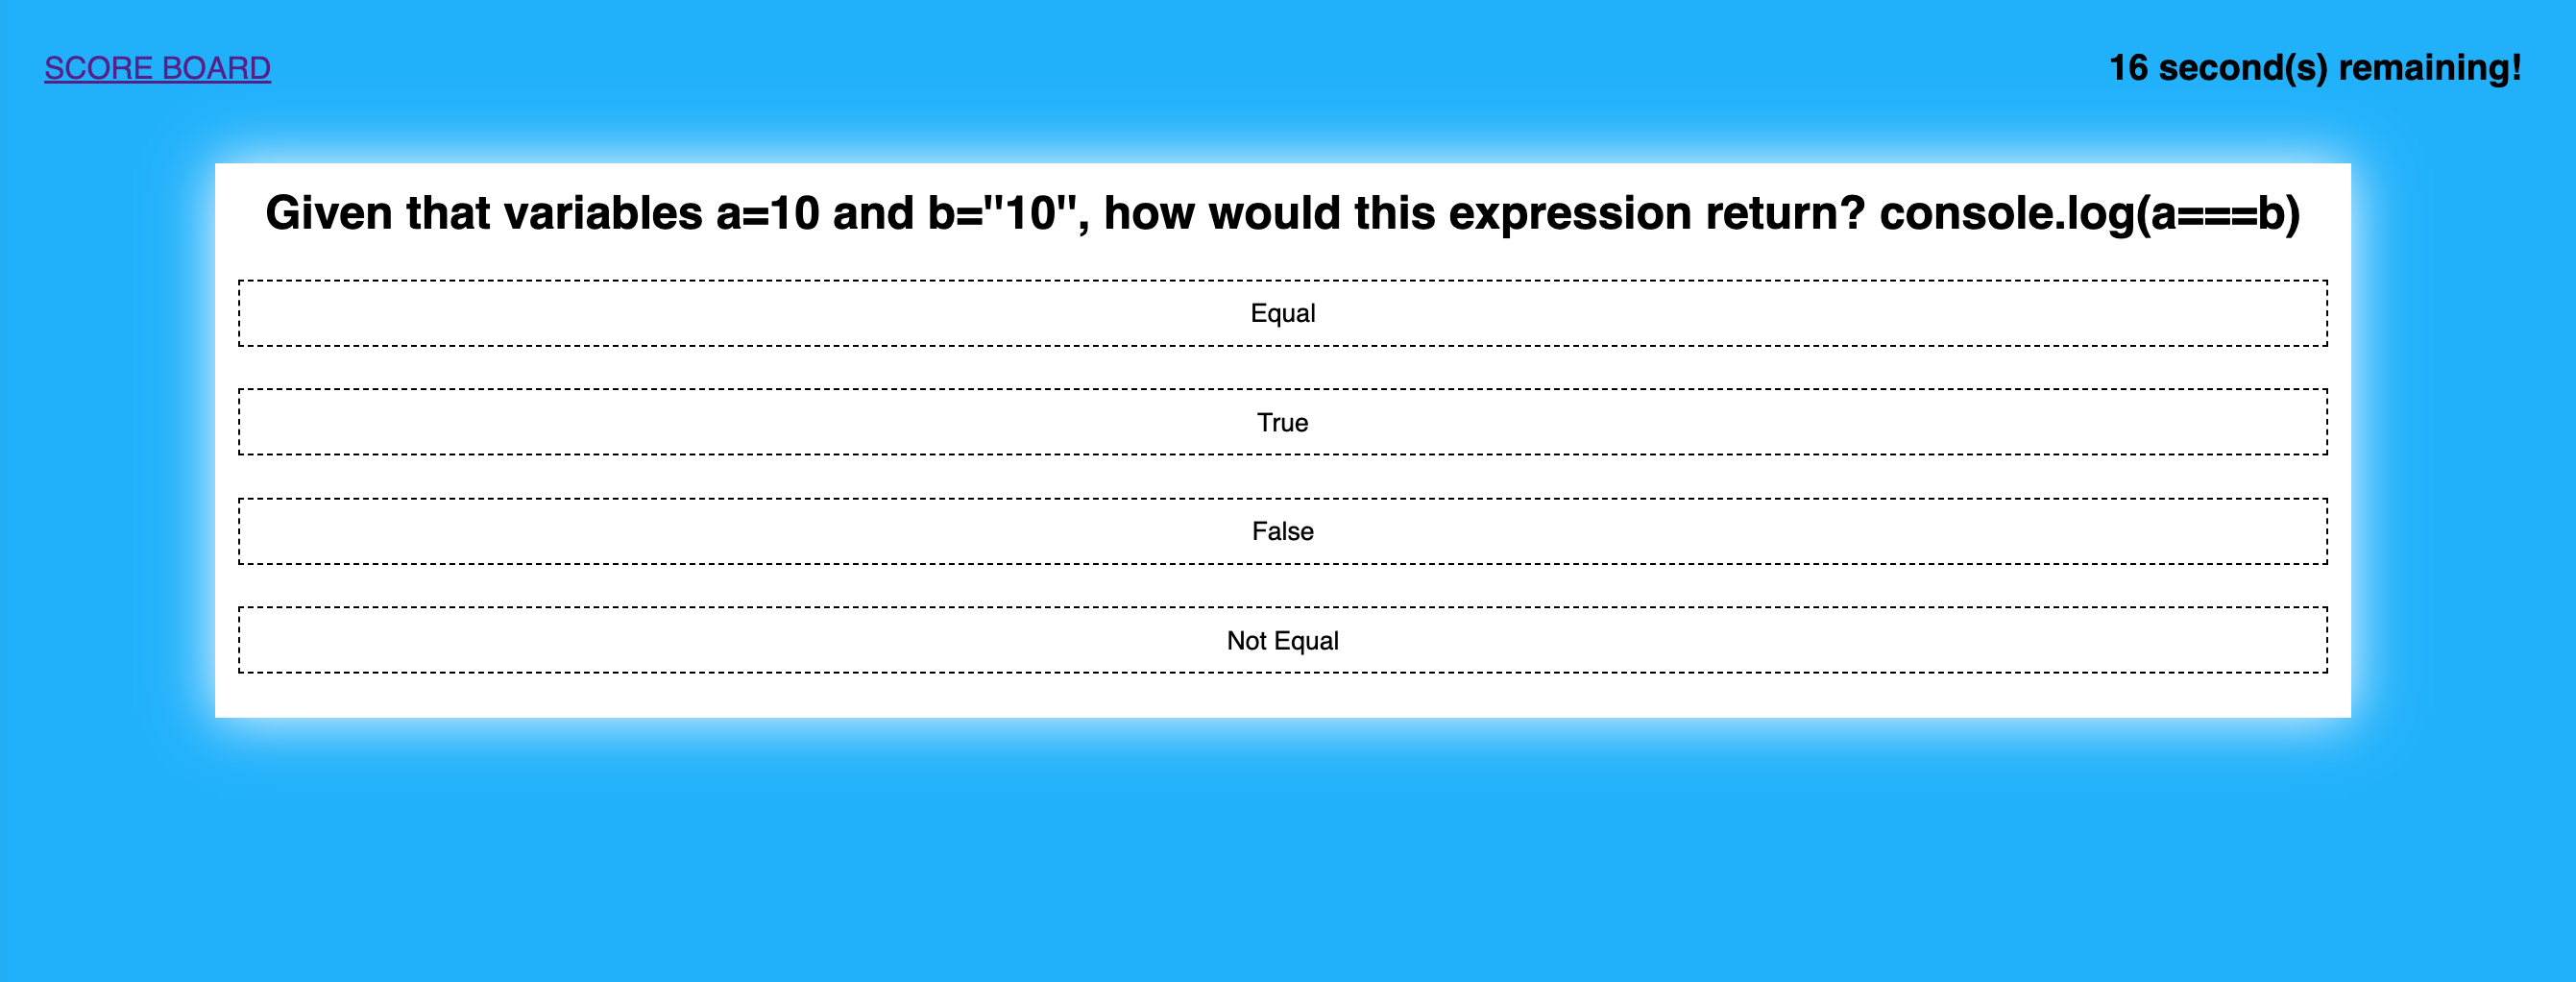 SCORE BOARD
16 second(s) remaining!
Given that variables a=10 and b="10", how would this expression return? console.log(a===b)
Equal
True
False
Not Equal